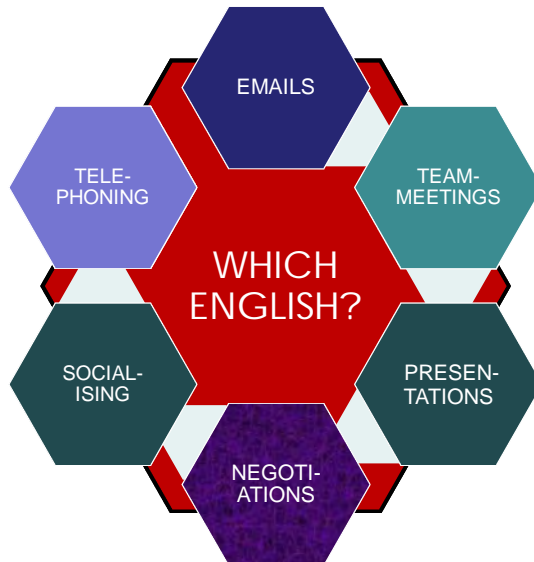 EMAILS
TELE-
PHONING
TEAM-
MEETINGS
WHICH
ENGLISH?
SOCIAL-
ISING
PRESEN-
TATIONS
NEGOTI-
ATIONS